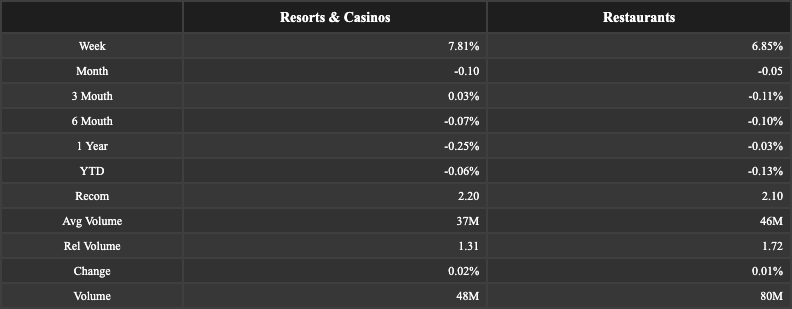 Resorts & Casinos Restaurants
Week 7.81% 6.85%
Month -0.10 -0.05
3 Mouth 0.03% -0.11%
6 Mouth -0.07% -0.10%
1 Year -0.25% -0.03%
YTD -0.06% -0.13%
Recom 2.20 2.10
Avg Volume 37M 46M
Rel Volume 1.31 1.72
Change 0.02% 0.01%
Volume 48M 80M